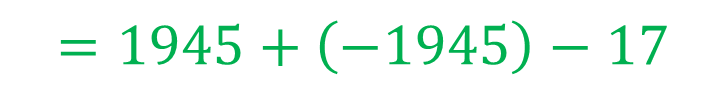 = 1945 + (−1945) − 17